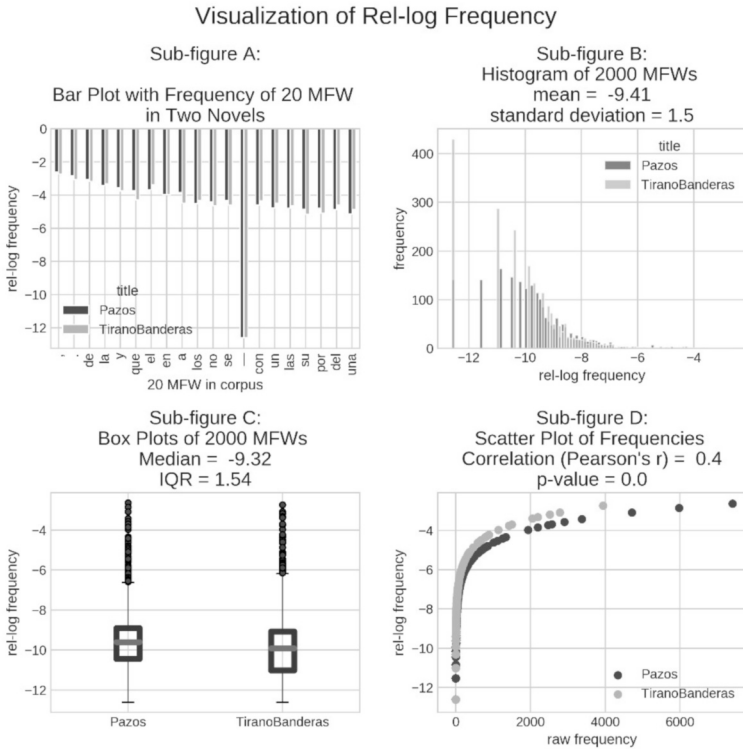 Visualization of Rel-log Frequency
Sub-figure A:
Bar Plot with Frequency of 20 MFW
in Two Novels
0
−2
−4
−6
−8
−10
−12
rel-log frequency
title
Pazos
TiranoBanderas
,
.
de
la
y
que
el
en
a
los
no
se
—
con
un
las
su
por
del
una
20 MFW in corpus
Sub-figure B:
Histogram of 2000 MFWs
mean = -9.41
standard deviation = 1.5
400
300
200
100
0
frequency
title
Pazos
TiranoBanderas
−12
−10
−8
−6
−4
rel-log frequency
Sub-figure C:
Box Plots of 2000 MFWs
Median = -9.32
IQR = 1.54
−4
−6
−8
−10
−12
rel-log frequency
Pazos
TiranoBanderas
Sub-figure D:
Scatter Plot of Frequencies
Correlation (Pearson's r) = 0.4
p-value = 0.0
−4
−6
−8
−10
−12
rel-log frequency
Pazos
TiranoBanderas
0
2000
4000
6000
raw frequency